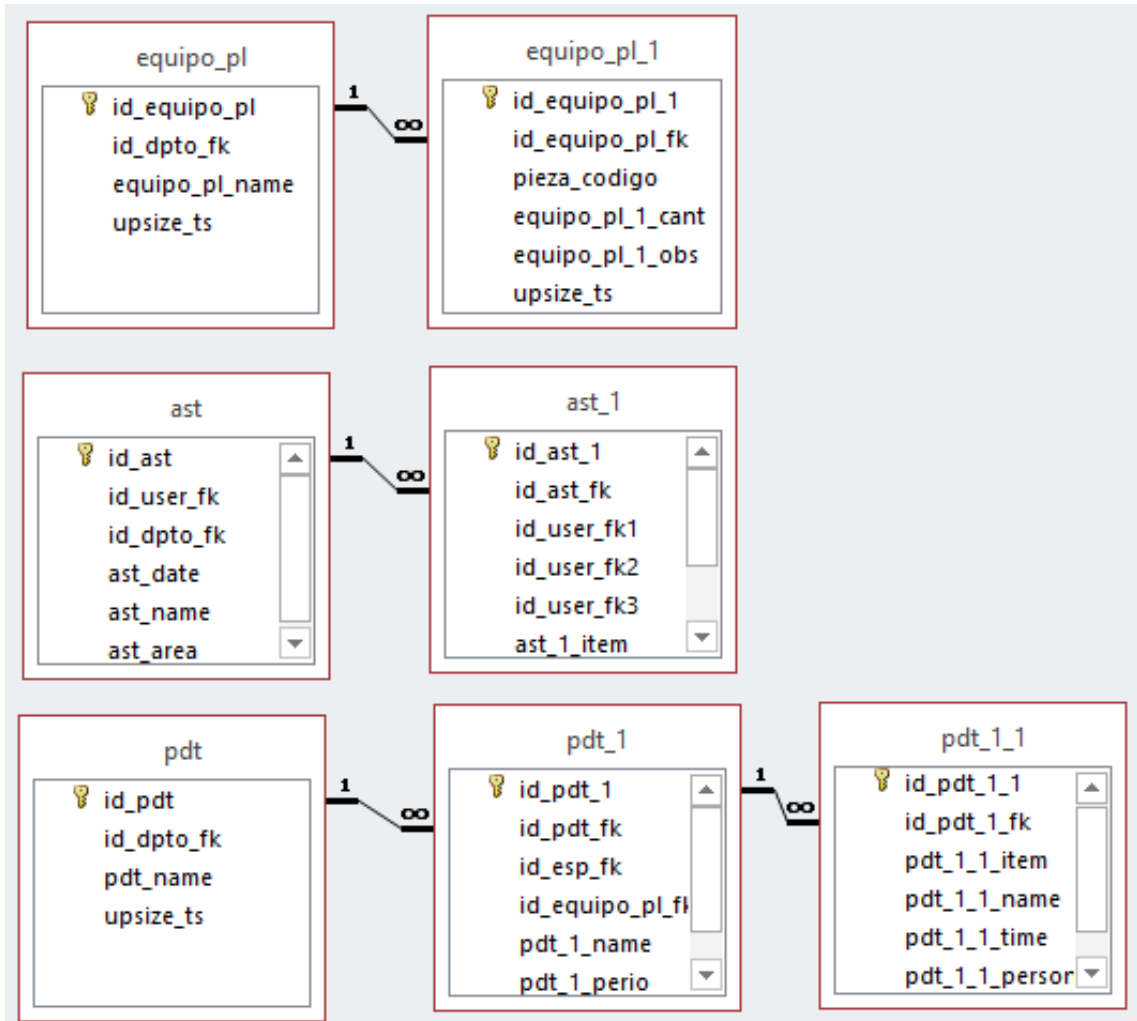 equipo_pl
id_equipo_pl
id_dpto_fk
equipo_pl_name
upsize_ts
1
∞
equipo_pl_1
id_equipo_pl_1
id_equipo_pl_fk
pieza_codigo
equipo_pl_1_cant
equipo_pl_1_obs
upsize_ts
ast
id_ast
id_user_fk
id_dpto_fk
ast_date
ast_name
ast_area
1
∞
ast_1
id_ast_1
id_ast_fk
id_user_fk1
id_user_fk2
id_user_fk3
ast_1_item
pdt
id_pdt
id_dpto_fk
pdt_name
upsize_ts
1
∞
pdt_1
id_pdt_1
id_pdt_fk
id_esp_fk
id_equipo_pl_fk
pdt_1_name
pdt_1_perio
1
∞
pdt_1_1
id_pdt_1_1
id_pdt_1_fk
pdt_1_1_item
pdt_1_1_name
pdt_1_1_time
pdt_1_1_person